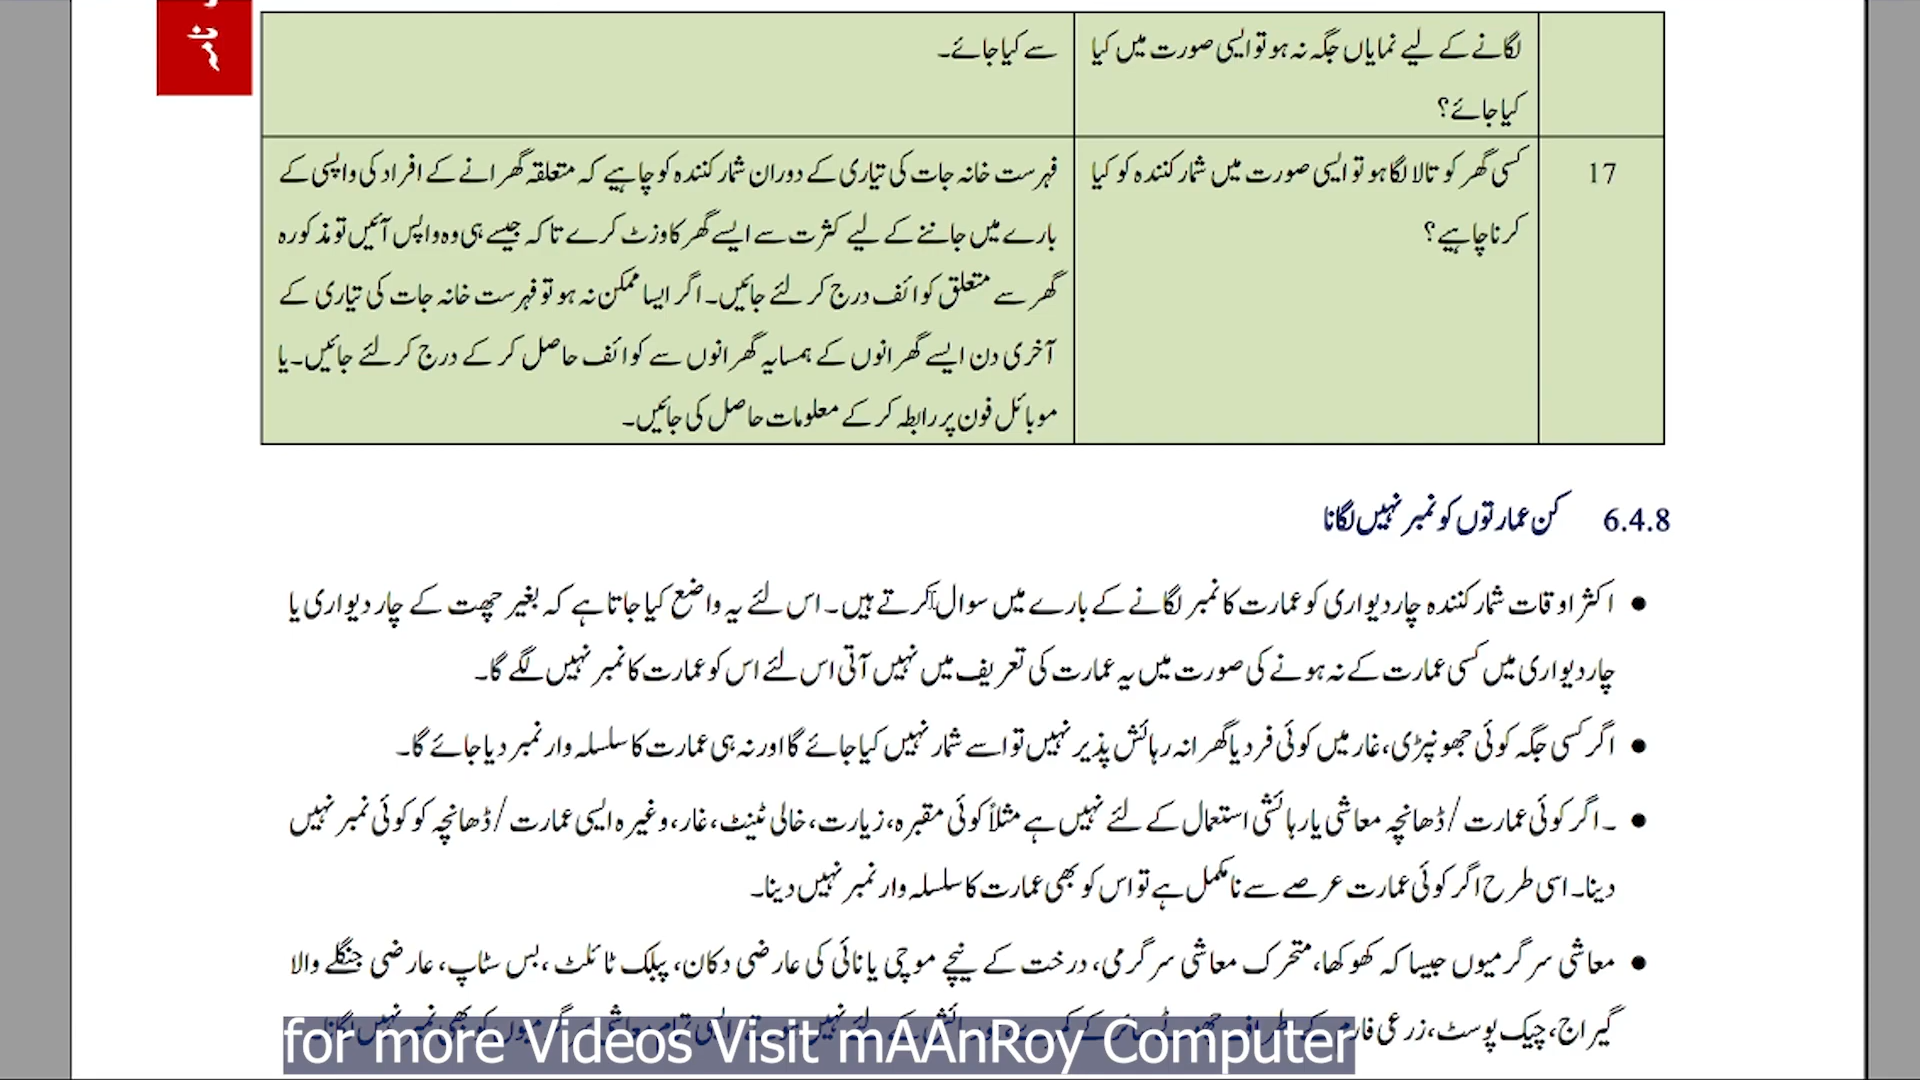 نامہ
لگانے کے لیے نمایاں جگہ نہ ہو تو ایسی صورت میں کیا
کیا جائے؟
سے کیا جائے۔
17
کسی گھر کو تالا لگا ہو تو ایسی صورت میں شمار کنندہ کو کیا
کرنا چاہیے؟
فہرست خانہ جات کی تیاری کے دوران شمار کنندہ کو چاہیے کہ متعلقہ گھرانے کے افراد کی واپسی کے
بارے میں جاننے کے لیے کثرت سے ایسے گھر کا وزٹ کرے تاکہ جیسے ہی وہ واپس آئیں تو مذکورہ
گھر سے متعلق کوائف درج کر لئے جائیں۔ اگر ایسا ممکن نہ ہو تو فہرست خانہ جات کی تیاری کے
آخری دن ایسے گھرانوں کے ہمسایہ گھرانوں سے کوائف حاصل کر کے درج کر لئے جائیں۔ یا
موبائل فون پر رابطہ کر کے معلومات حاصل کی جائیں۔
6.4.8 کن عمارتوں کو نمبر نہیں لگانا
● اکثر اوقات شمار کنندہ چار دیواری کو عمارت کا نمبر لگانے کے بارے میں سوال کرتے ہیں۔ اس لئے یہ واضع کیا جاتا ہے کہ بغیر چھت کے چار دیواری یا
چار دیواری میں کسی عمارت کے نہ ہونے کی صورت میں یہ عمارت کی تعریف میں نہیں آتی اس لئے اس کو عمارت کا نمبر نہیں لگے گا۔
● اگر کسی جگہ کوئی جھونپڑی، غار میں کوئی فرد یا گھرانہ رہائش پذیر نہیں تو اسے شمار نہیں کیا جائے گا اور نہ ہی عمارت کا سلسلہ وار نمبر دیا جائے گا۔
● ۔ اگر کوئی عمارت / ڈھانچہ معاشی یا رہائشی استعمال کے لئے نہیں ہے مثلاً کوئی مقبرہ، زیارت، خالی ٹینٹ، غار، وغیرہ ایسی عمارت / ڈھانچہ کو کوئی نمبر نہیں
دینا۔ اسی طرح اگر کوئی عمارت عرصے سے نامکمل ہے تو اس کو بھی عمارت کا سلسلہ وار نمبر نہیں دینا۔
● معاشی سرگرمیوں جیسا کہ کھوکھا، متحرک معاشی سرگرمی، درخت کے نیچے موچی یا نائی کی عارضی دکان، پبلک ٹائلٹ، بس سٹاپ، عارضی جنگلے والا
گیراج، چیک پوسٹ، زرعی فارم
for more Videos Visit mAAnRoy Computer